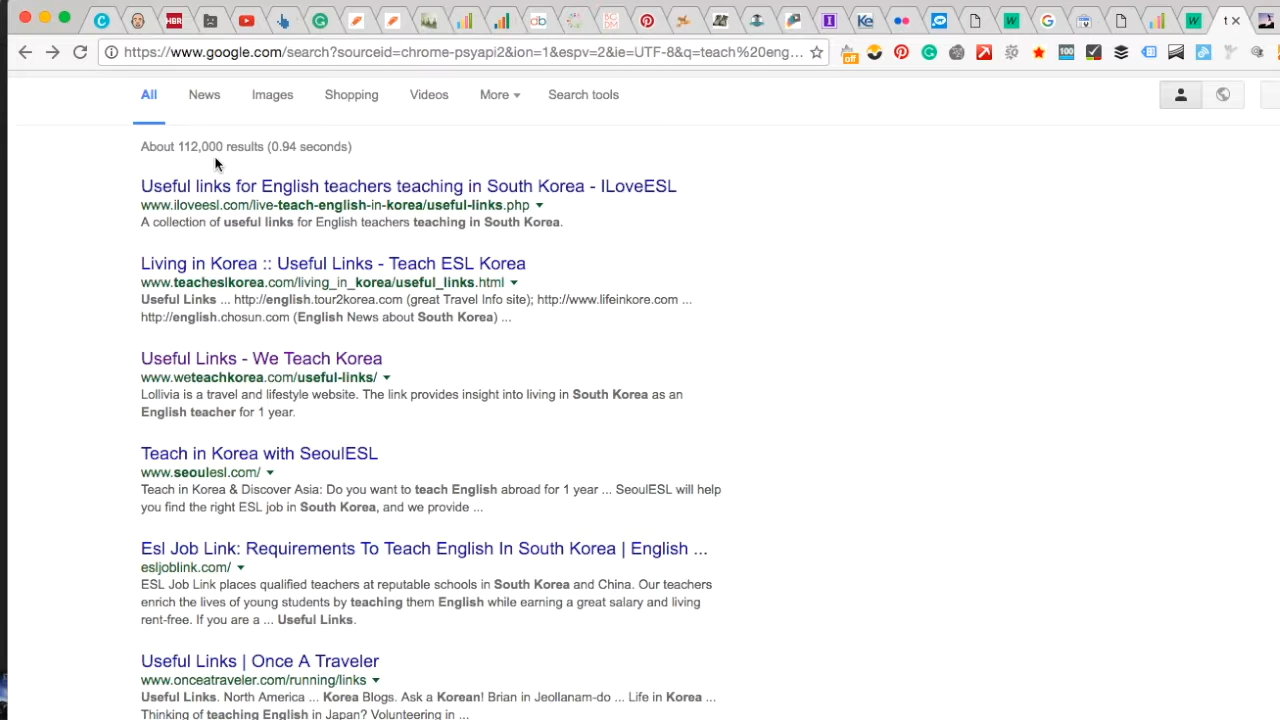 HBR
ab
BC
DM
I
Ke
W
W
t ×
https://www.google.com/search?sourceid=chrome-psyapi2&ion=1&espv=2&ie=UTF-8&q=teach%20eng...
off
100
All News Images Shopping Videos More Search tools
About 112,000 results (0.94 seconds)
Useful links for English teachers teaching in South Korea - ILoveESL
www.iloveesl.com/live-teach-english-in-korea/useful-links.php
A collection of useful links for English teachers teaching in South Korea.
Living in Korea :: Useful Links - Teach ESL Korea
www.teacheslkorea.com/living_in_korea/useful_links.html
Useful Links ... http://english.tour2korea.com (great Travel Info site); http://www.lifeinkore.com ...
http://english.chosun.com (English News about South Korea) ...
Useful Links - We Teach Korea
www.weteachkorea.com/useful-links/
Lollivia is a travel and lifestyle website. The link provides insight into living in South Korea as an
English teacher for 1 year.
Teach in Korea with SeoulESL
www.seoulesl.com/
Teach in Korea & Discover Asia: Do you want to teach English abroad for 1 year ... SeoulESL will help
you find the right ESL job in South Korea, and we provide ...
Esl Job Link: Requirements To Teach English In South Korea | English ...
esljoblink.com/
ESL Job Link places qualified teachers at reputable schools in South Korea and China. Our teachers
enrich the lives of young students by teaching them English while earning a great salary and living
rent-free. If you are a ... Useful Links.
Useful Links | Once A Traveler
www.onceatraveler.com/running/links
Useful Links. North America ... Korea Blogs. Ask a Korean! Brian in Jeollanam-do ... Life in Korea ...
Thinking of teaching English in Japan? Volunteering in ...